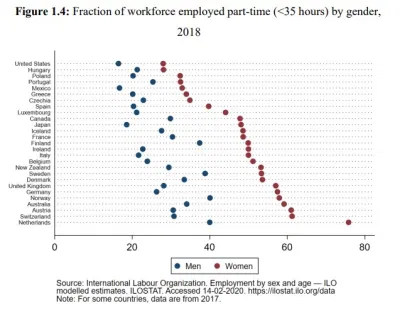 Figure 1.4: Fraction of workforce employed part-time (<35 hours) by gender,
2018
United States
Hungary
Poland
Portugal
Mexico
Greece
Czechia
Spain
Luxembourg
Canada
Japan
Iceland
France
Finland
Ireland
Italy
Belgium
New Zealand
Sweden
Denmark
United Kingdom
Germany
Norway
Australia
Austria
Switzerland
Netherlands
0 20 40 60 80
Men Women
Source: International Labour Organization. Employment by sex and age — ILO
modelled estimates. ILOSTAT. Accessed 14-02-2020. https://ilostat.ilo.org/data
Note: For some countries, data are from 2017.